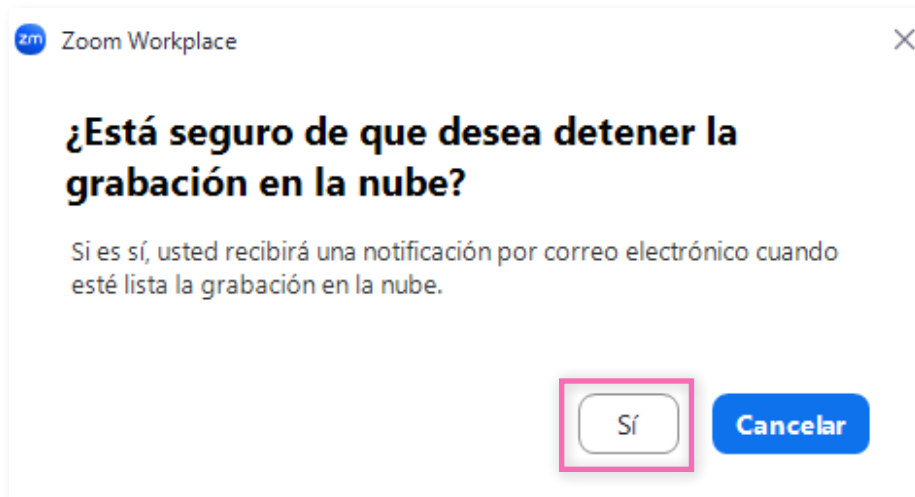 zm Zoom Workplace
¿Está seguro de que desea detener la
grabación en la nube?
Si es sí, usted recibirá una notificación por correo electrónico cuando
esté lista la grabación en la nube.
Sí Cancelar